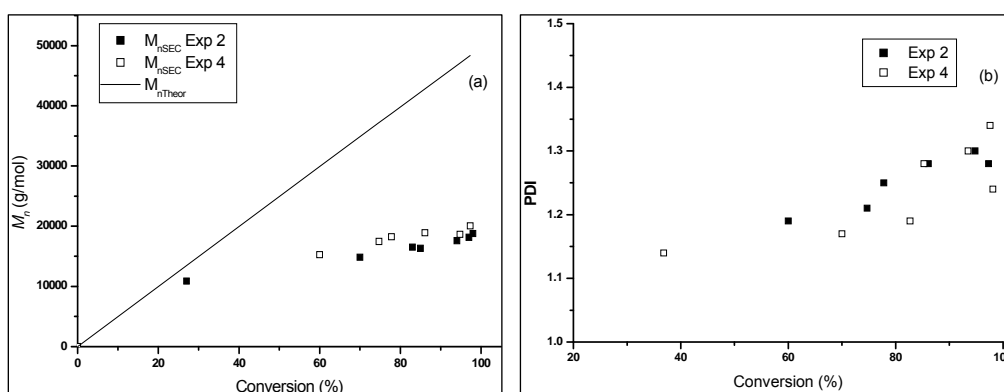 50000
40000
30000
20000
10000
0
M_n (g/mol)
M_nSEC Exp 2
M_nSEC Exp 4
M_nTheor
(a)
0 20 40 60 80 100
Conversion (%)
1.5
1.4
1.3
1.2
1.1
1.0
PDI
Exp 2
Exp 4
(b)
20 40 60 80 100
Conversion (%)